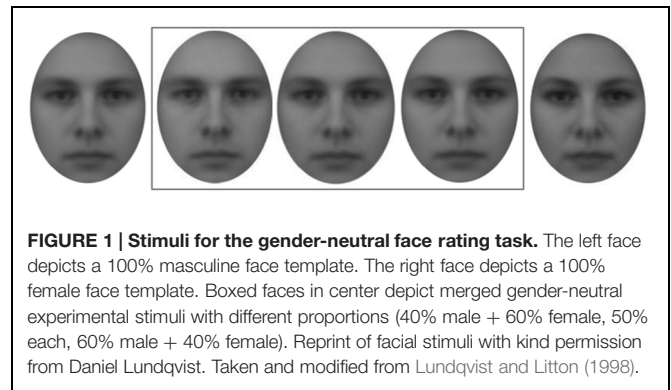 FIGURE 1 | Stimuli for the gender-neutral face rating task. The left face
depicts a 100% masculine face template. The right face depicts a 100%
female face template. Boxed faces in center depict merged gender-neutral
experimental stimuli with different proportions (40% male + 60% female, 50%
each, 60% male + 40% female). Reprint of facial stimuli with kind permission
from Daniel Lundqvist. Taken and modified from Lundqvist and Litton (1998).